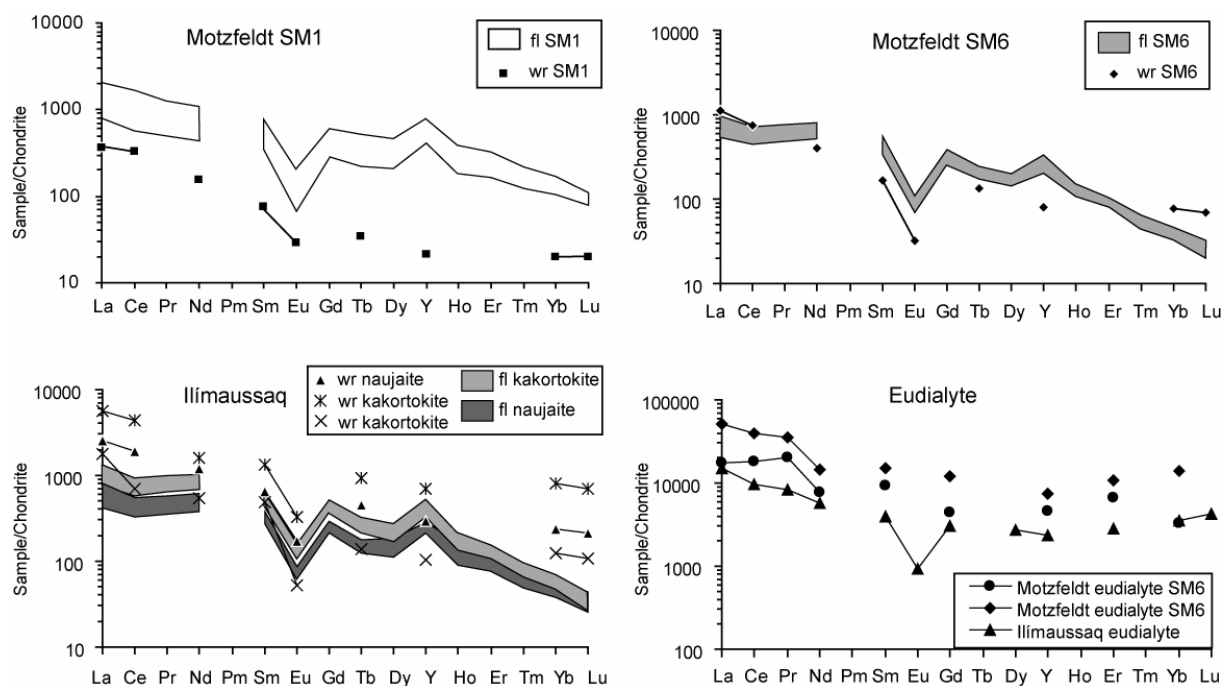 Motzfeldt SM1
fl SM1
wr SM1
Sample/Chondrite
10000
1000
100
10
La Ce Pr Nd Pm Sm Eu Gd Tb Dy Y Ho Er Tm Yb Lu
Motzfeldt SM6
fl SM6
wr SM6
Sample/Chondrite
10000
1000
100
10
La Ce Pr Nd Pm Sm Eu Gd Tb Dy Y Ho Er Tm Yb Lu
Ilímaussaq
wr naujaite
wr kakortokite
wr kakortokite
fl kakortokite
fl naujaite
Sample/Chondrite
10000
1000
100
10
La Ce Pr Nd Pm Sm Eu Gd Tb Dy Y Ho Er Tm Yb Lu
Eudialyte
Sample/Chondrite
100000
10000
1000
100
Motzfeldt eudialyte SM6
Motzfeldt eudialyte SM6
Ilímaussaq eudialyte
La Ce Pr Nd Pm Sm Eu Gd Tb Dy Y Ho Er Tm Yb Lu